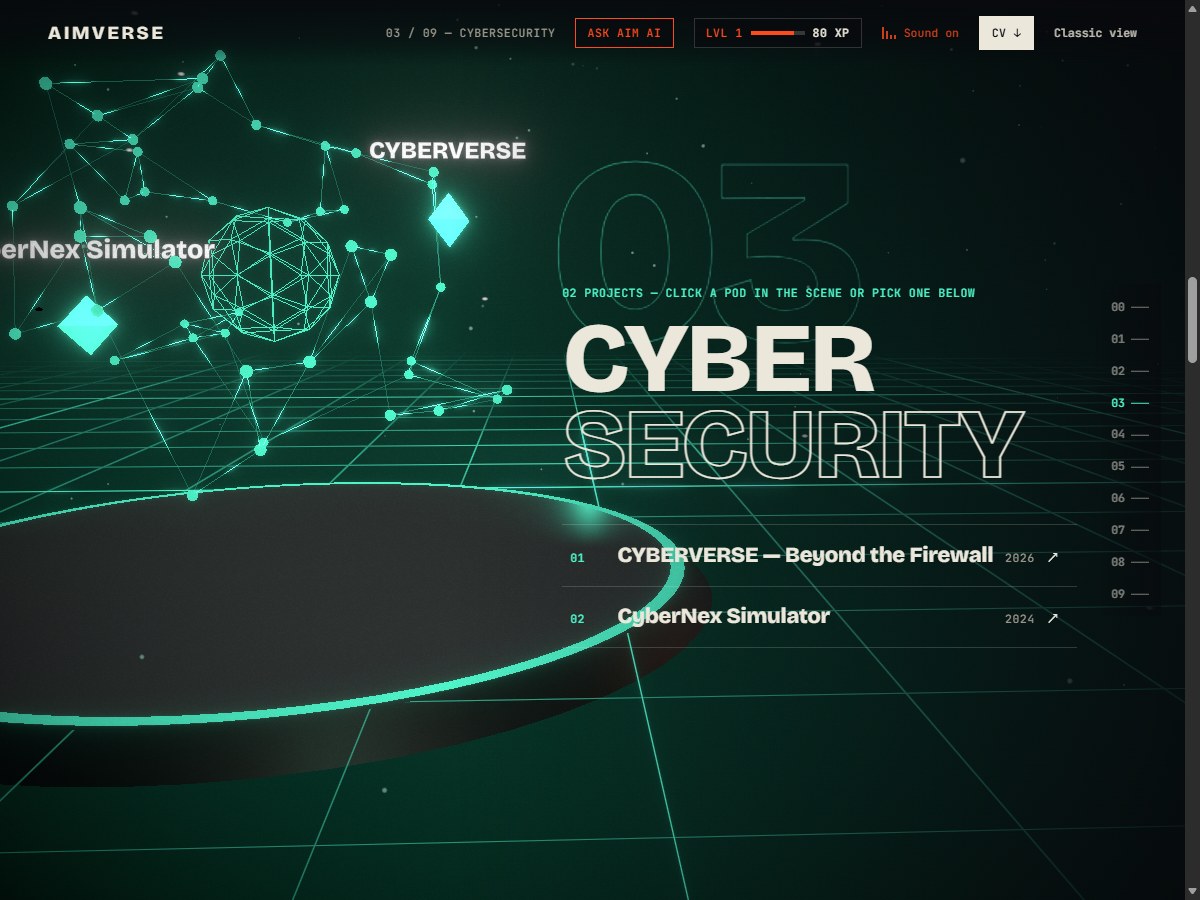 AIMVERSE
03 / 09 — CYBERSECURITY
ASK AIM AI
LVL 1
80 XP
Sound on
CV ↓
Classic view
CYBERVERSE
erNex Simulator
03
02 PROJECTS — CLICK A POD IN THE SCENE OR PICK ONE BELOW
CYBER
SECURITY
01 CYBERVERSE — Beyond the Firewall 2026 ↗
02 CyberNex Simulator 2024 ↗
00
01
02
03
04
05
06
07
08
09